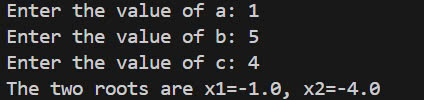 Enter the value of a: 1
Enter the value of b: 5
Enter the value of c: 4
The two roots are x1=-1.0, x2=-4.0